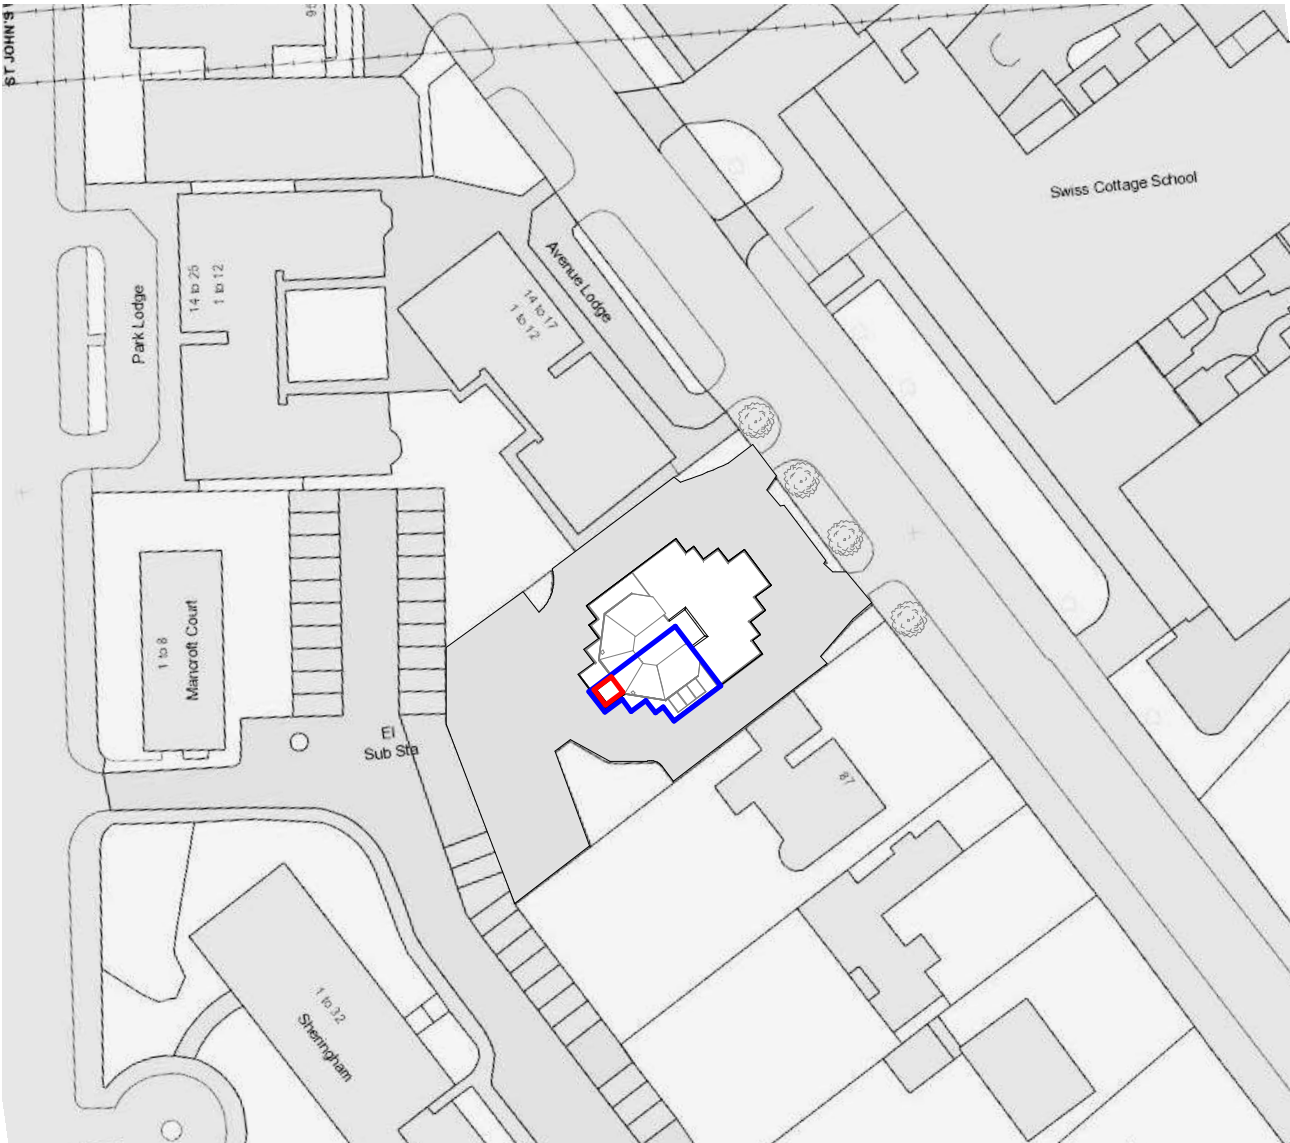 ST JOHN'S
Swiss Cottage School
Avenue Lodge
14 to 17
1 to 12
Park Lodge
14 to 25
1 to 12
Mancroft Court
1 to 8
El
Sub Sta
87
1 to 32
Sheringham